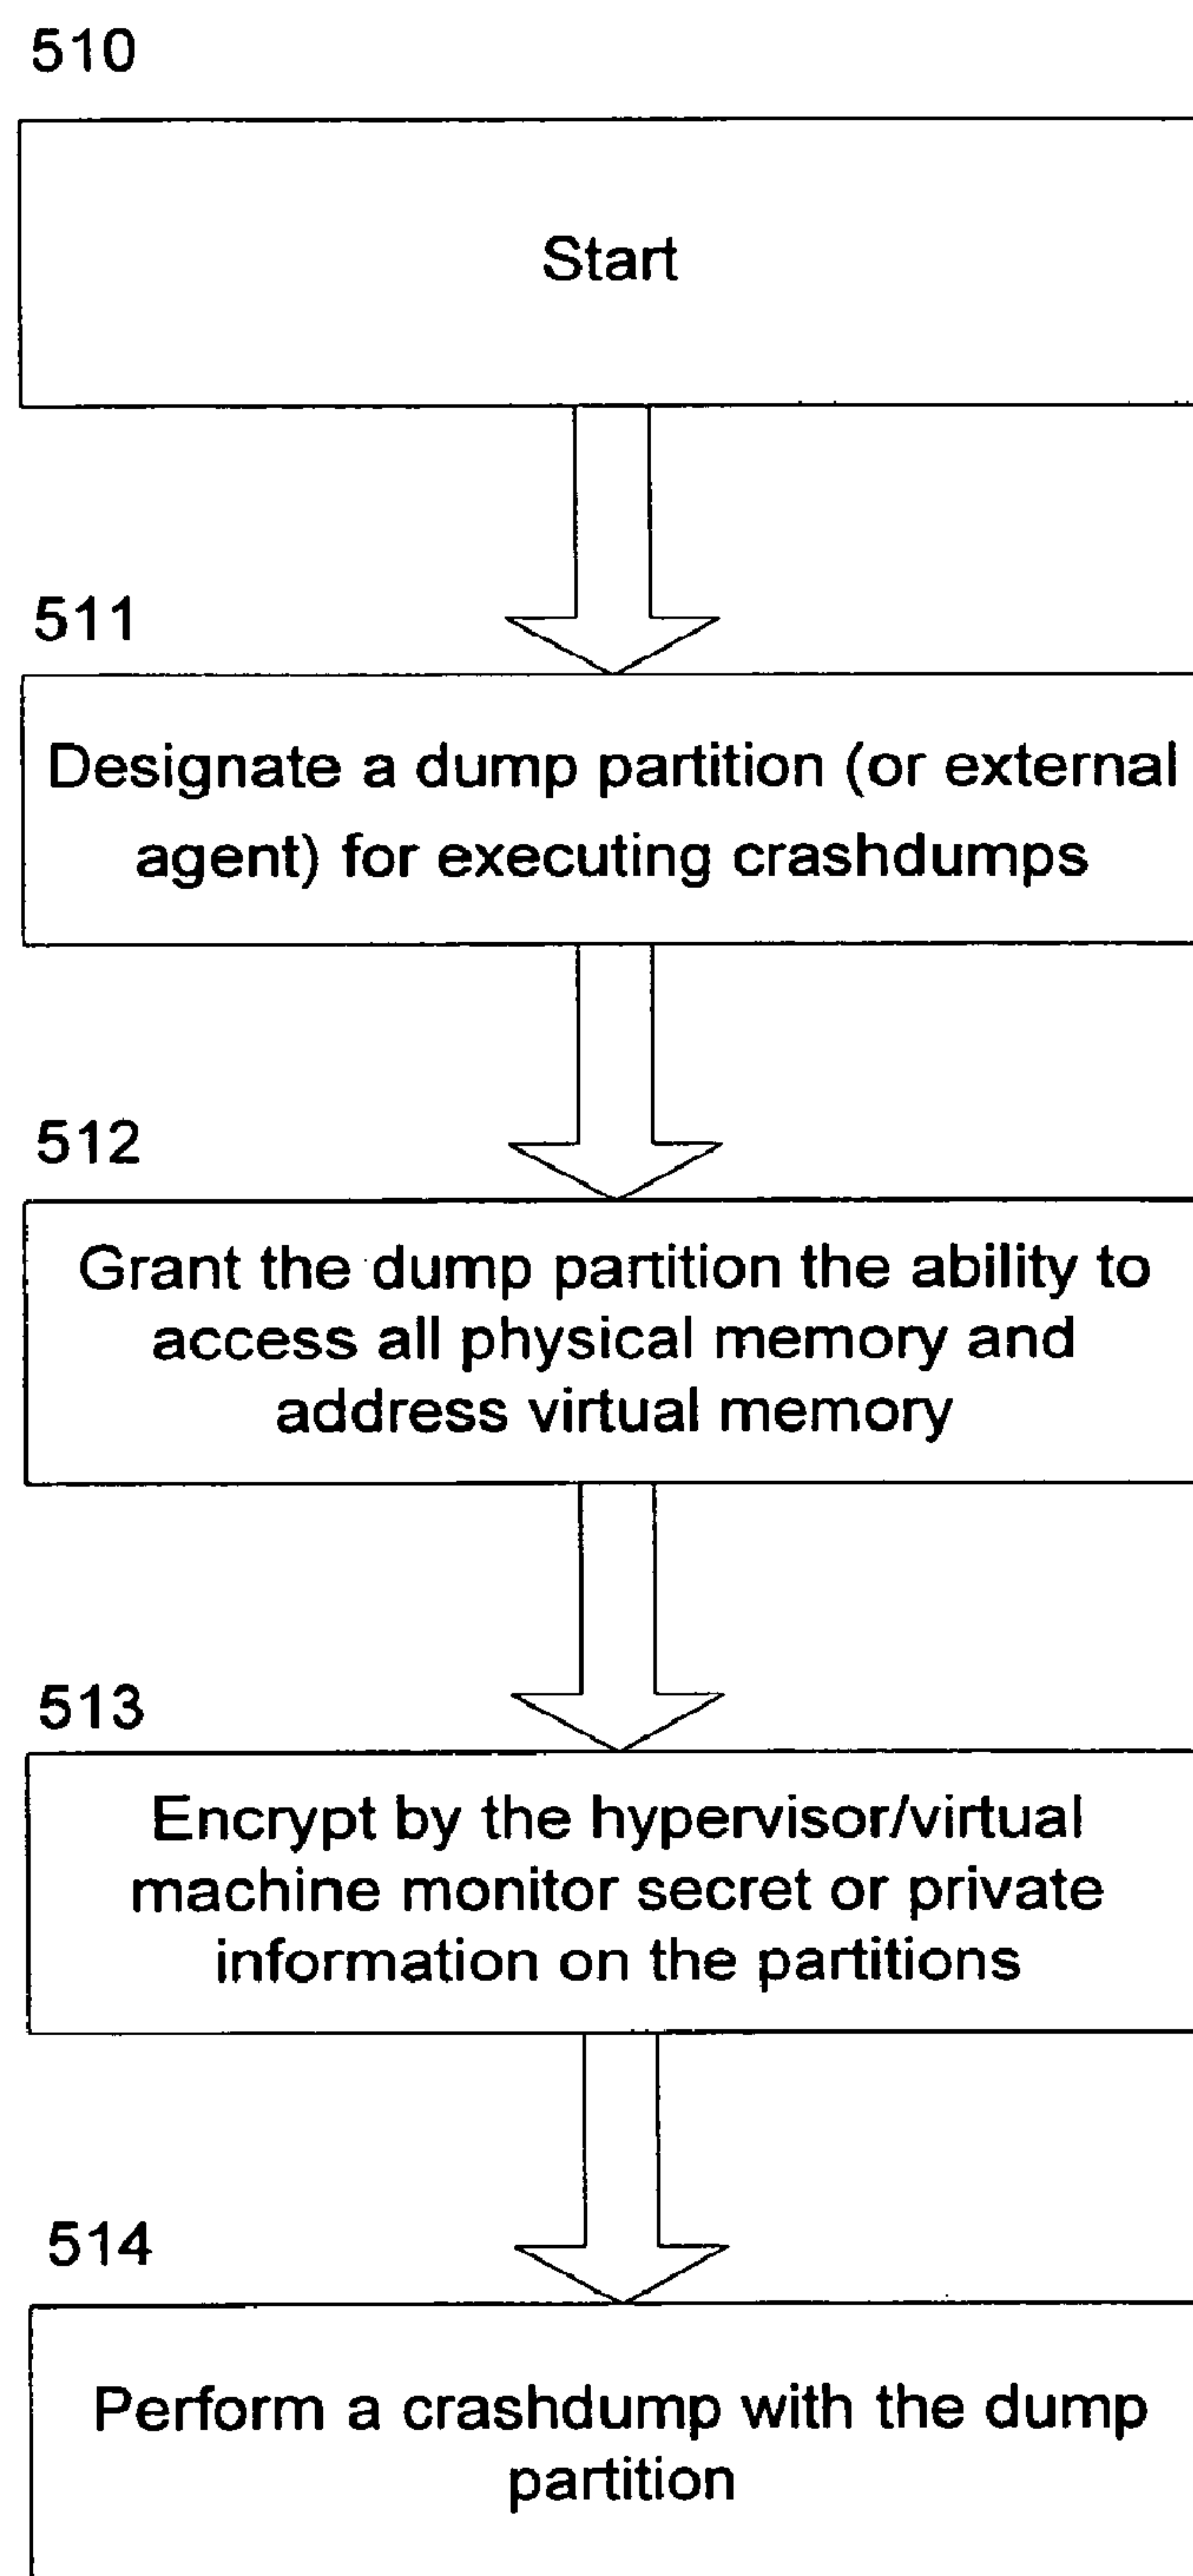 510
Start
511
Designate a dump partition (or external
agent) for executing crashdumps
512
Grant the dump partition the ability to
access all physical memory and
address virtual memory
513
Encrypt by the hypervisor/virtual
machine monitor secret or private
information on the partitions
514
Perform a crashdump with the dump
partition